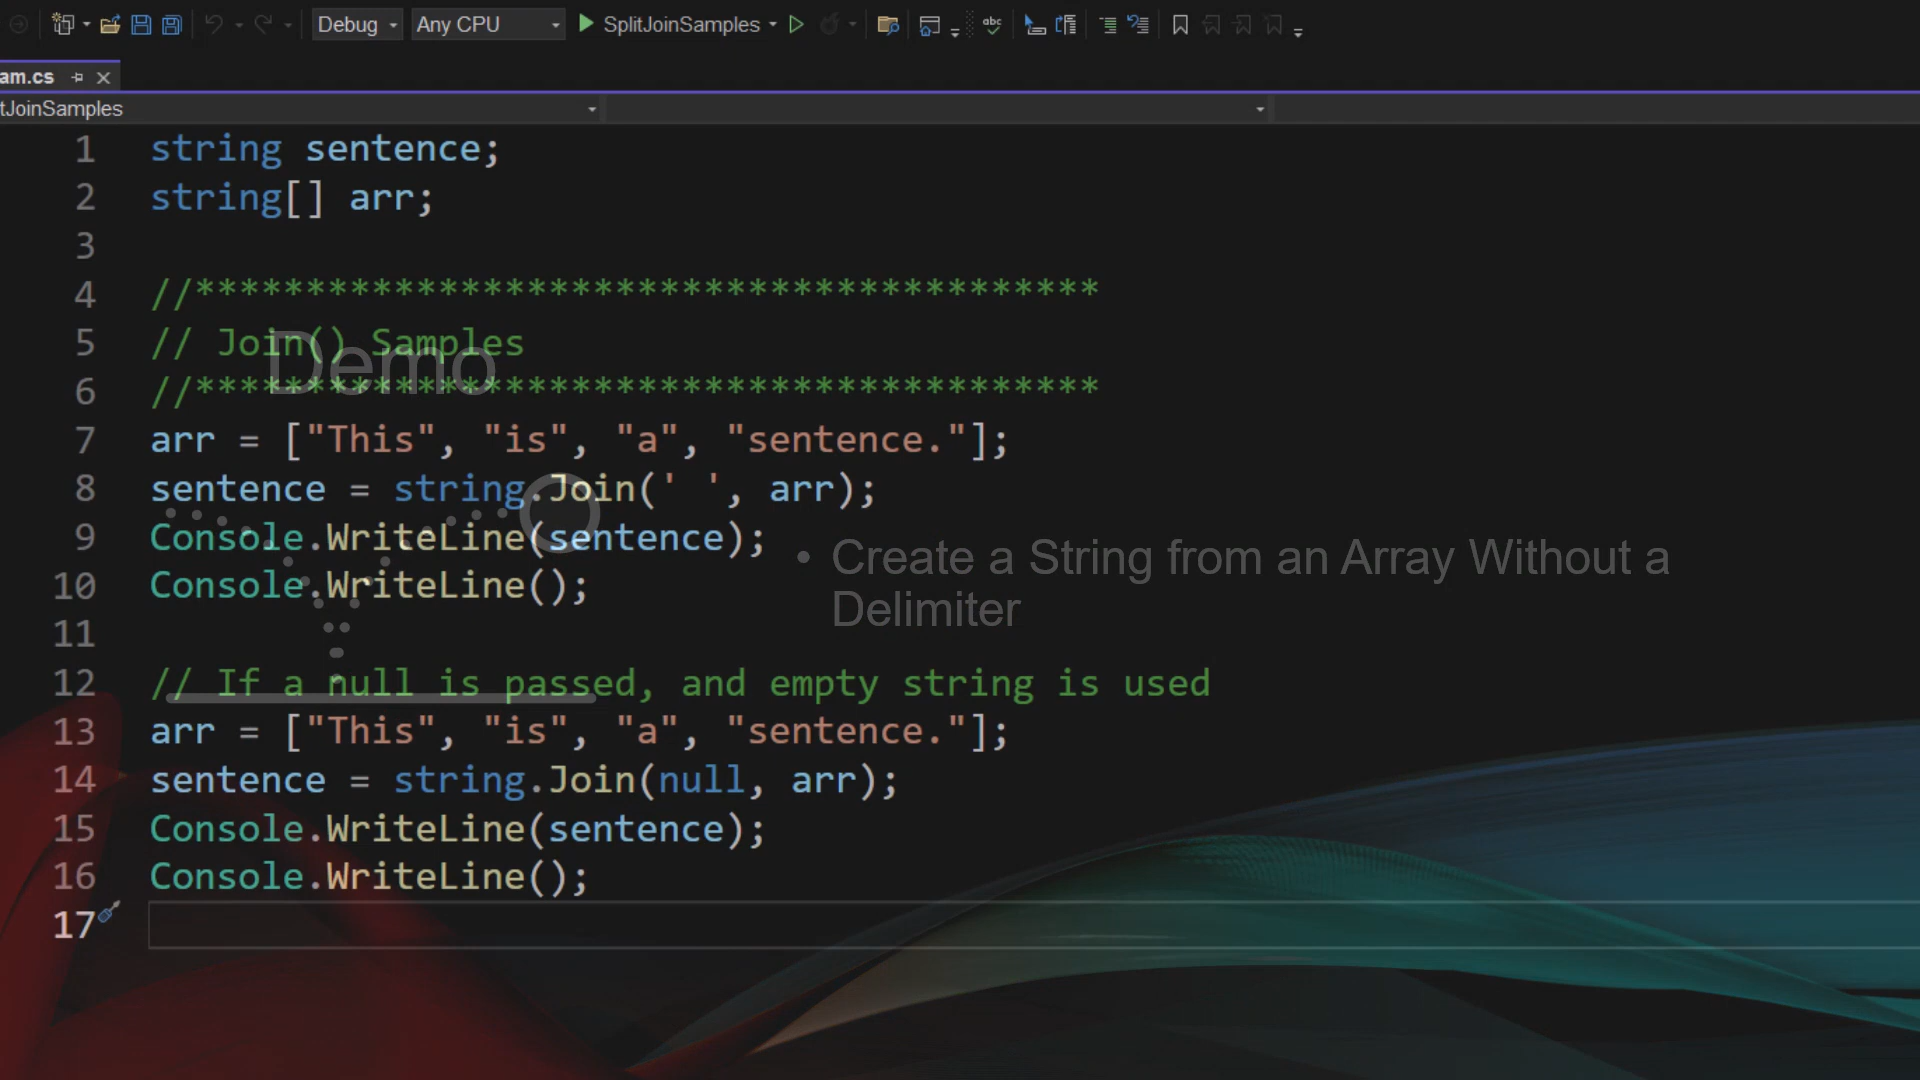 Debug Any CPU SplitJoinSamples abc
am.cs
tJoinSamples
1 string sentence;
2 string[] arr;
3
4 //*****************************************
5 // Join() Samples
Demo
6 //*****************************************
7 arr = ["This", "is", "a", "sentence."];
8 sentence = string.Join(' ', arr);
9 Console.WriteLine(sentence);
10 Console.WriteLine();
• Create a String from an Array Without a
Delimiter
11
12 // If a null is passed, and empty string is used
13 arr = ["This", "is", "a", "sentence."];
14 sentence = string.Join(null, arr);
15 Console.WriteLine(sentence);
16 Console.WriteLine();
17